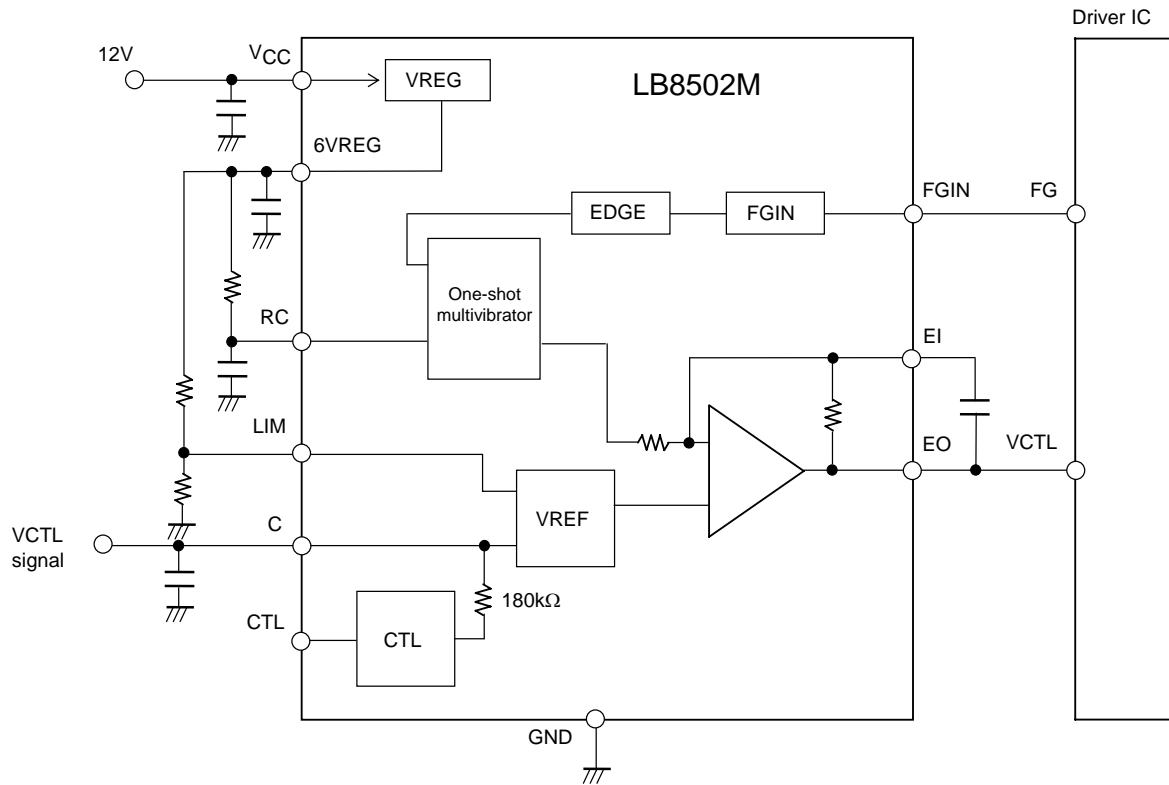 Driver IC
12V
VCC
VREG
LB8502M
6VREG
FGIN
FG
EDGE
FGIN
One-shot
multivibrator
RC
EI
LIM
EO
VCTL
VREF
C
VCTL
signal
180kΩ
CTL
CTL
GND